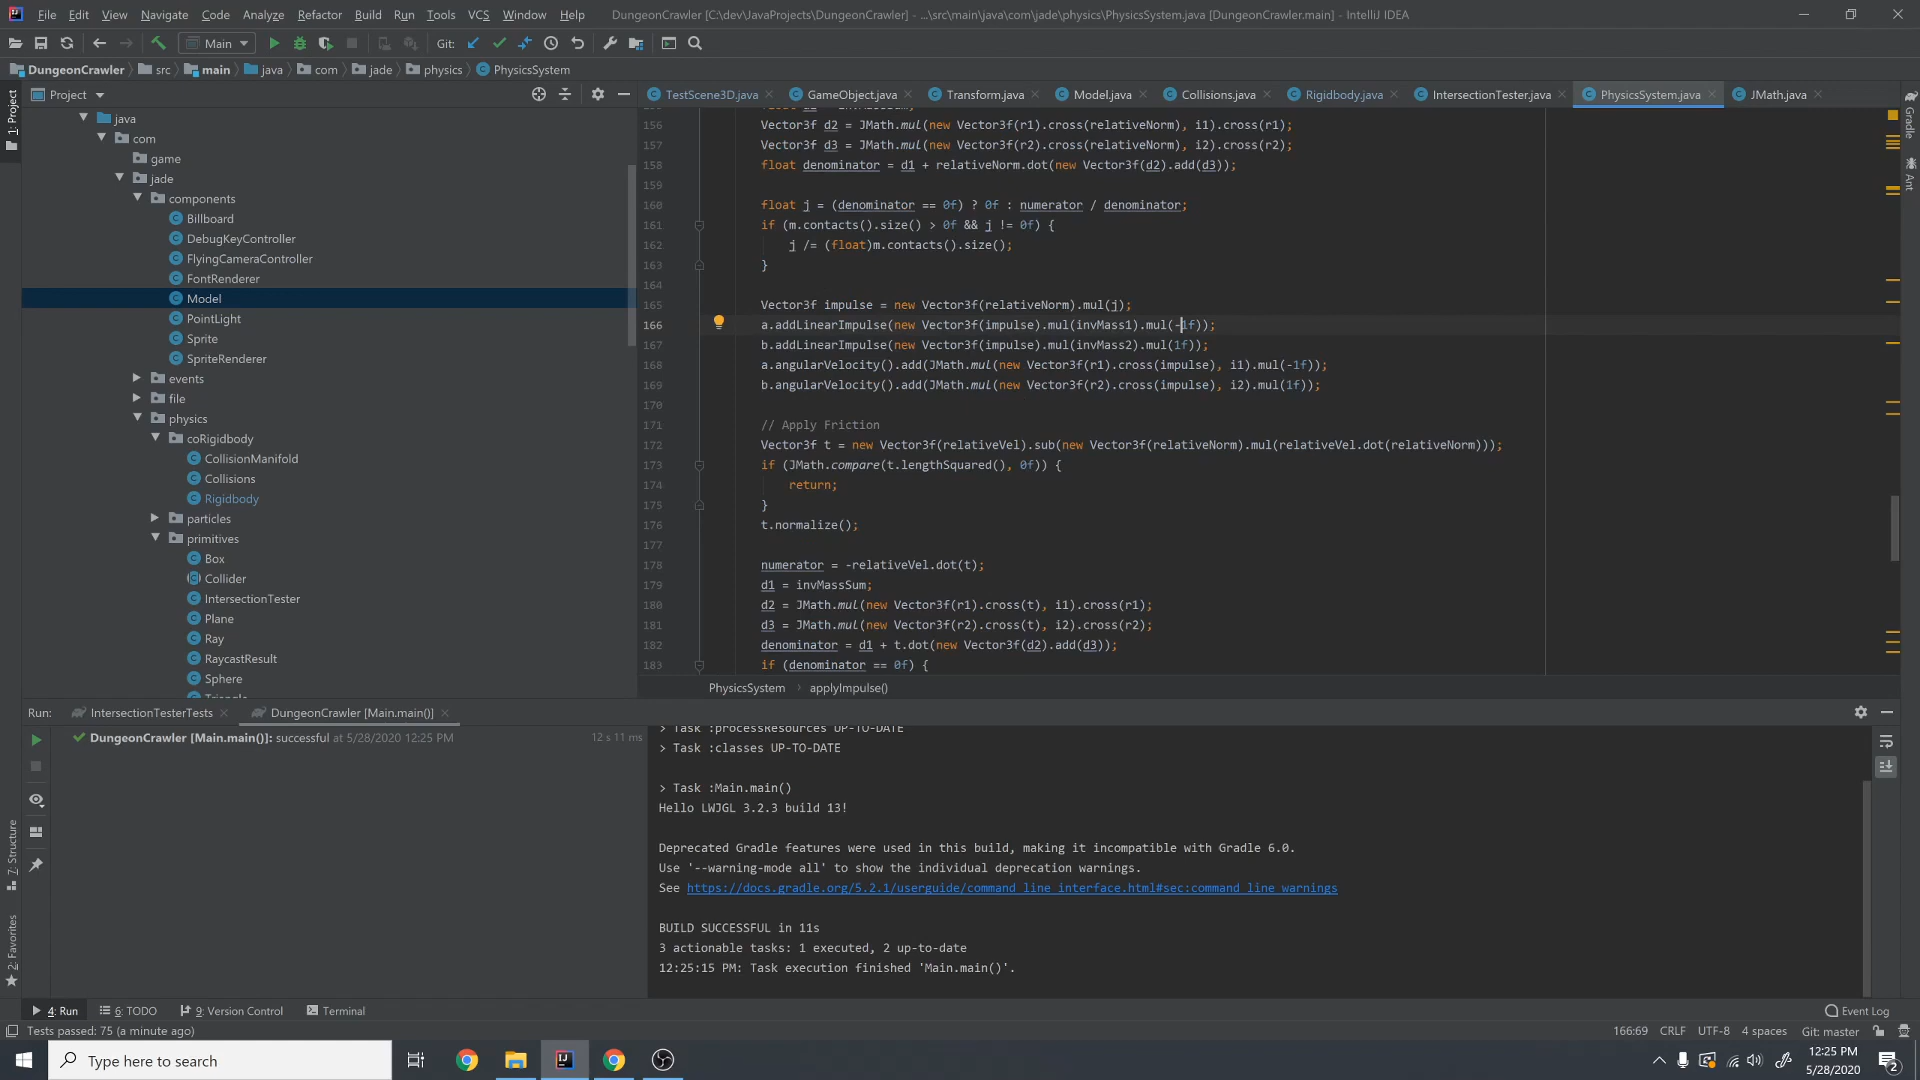 File Edit View Navigate Code Analyze Refactor Build Run Tools VCS Window Help DungeonCrawler [C:\dev\JavaProjects\DungeonCrawler] - ...\src\main\java\com\jade\physics\PhysicsSystem.java [DungeonCrawler.main] - IntelliJ IDEA
Main Git:
DungeonCrawler src main java com jade physics PhysicsSystem
1: Project
Project
TestScene3D.java GameObject.java Transform.java Model.java Collisions.java Rigidbody.java IntersectionTester.java PhysicsSystem.java JMath.java
java
com
game
jade
components
Billboard
DebugKeyController
FlyingCameraController
FontRenderer
Model
PointLight
Sprite
SpriteRenderer
events
file
physics
coRigidbody
CollisionManifold
Collisions
Rigidbody
particles
primitives
Box
Collider
IntersectionTester
Plane
Ray
RaycastResult
Sphere
156 Vector3f d2 = JMath.mul(new Vector3f(r1).cross(relativeNorm), i1).cross(r1);
157 Vector3f d3 = JMath.mul(new Vector3f(r2).cross(relativeNorm), i2).cross(r2);
158 float denominator = d1 + relativeNorm.dot(new Vector3f(d2).add(d3));
159
160 float j = (denominator == 0f) ? 0f : numerator / denominator;
161 if (m.contacts().size() > 0f && j != 0f) {
162 j /= (float)m.contacts().size();
163 }
164
165 Vector3f impulse = new Vector3f(relativeNorm).mul(j);
166 a.addLinearImpulse(new Vector3f(impulse).mul(invMass1).mul(-1f));
167 b.addLinearImpulse(new Vector3f(impulse).mul(invMass2).mul(1f));
168 a.angularVelocity().add(JMath.mul(new Vector3f(r1).cross(impulse), i1).mul(-1f));
169 b.angularVelocity().add(JMath.mul(new Vector3f(r2).cross(impulse), i2).mul(1f));
170
171 // Apply Friction
172 Vector3f t = new Vector3f(relativeVel).sub(new Vector3f(relativeNorm).mul(relativeVel.dot(relativeNorm)));
173 if (JMath.compare(t.lengthSquared(), 0f)) {
174 return;
175 }
176 t.normalize();
177
178 numerator = -relativeVel.dot(t);
179 d1 = invMassSum;
180 d2 = JMath.mul(new Vector3f(r1).cross(t), i1).cross(r1);
181 d3 = JMath.mul(new Vector3f(r2).cross(t), i2).cross(r2);
182 denominator = d1 + t.dot(new Vector3f(d2).add(d3));
183 if (denominator == 0f) {
PhysicsSystem applyImpulse()
Gradle
Ant
Run: IntersectionTesterTests DungeonCrawler [Main.main()]
DungeonCrawler [Main.main()]: successful at 5/28/2020 12:25 PM 12 s 11 ms
> Task :processResources UP-TO-DATE
> Task :classes UP-TO-DATE
> Task :Main.main()
Hello LWJGL 3.2.3 build 13!
Deprecated Gradle features were used in this build, making it incompatible with Gradle 6.0.
Use '--warning-mode all' to show the individual deprecation warnings.
See https://docs.gradle.org/5.2.1/userguide/command_line_interface.html#sec:command_line_warnings
BUILD SUCCESSFUL in 11s
3 actionable tasks: 1 executed, 2 up-to-date
12:25:15 PM: Task execution finished 'Main.main()'.
7: Structure
2: Favorites
4: Run 6: TODO 9: Version Control Terminal Event Log
Tests passed: 75 (a minute ago) 166:69 CRLF UTF-8 4 spaces Git: master
Type here to search
12:25 PM
5/28/2020
2